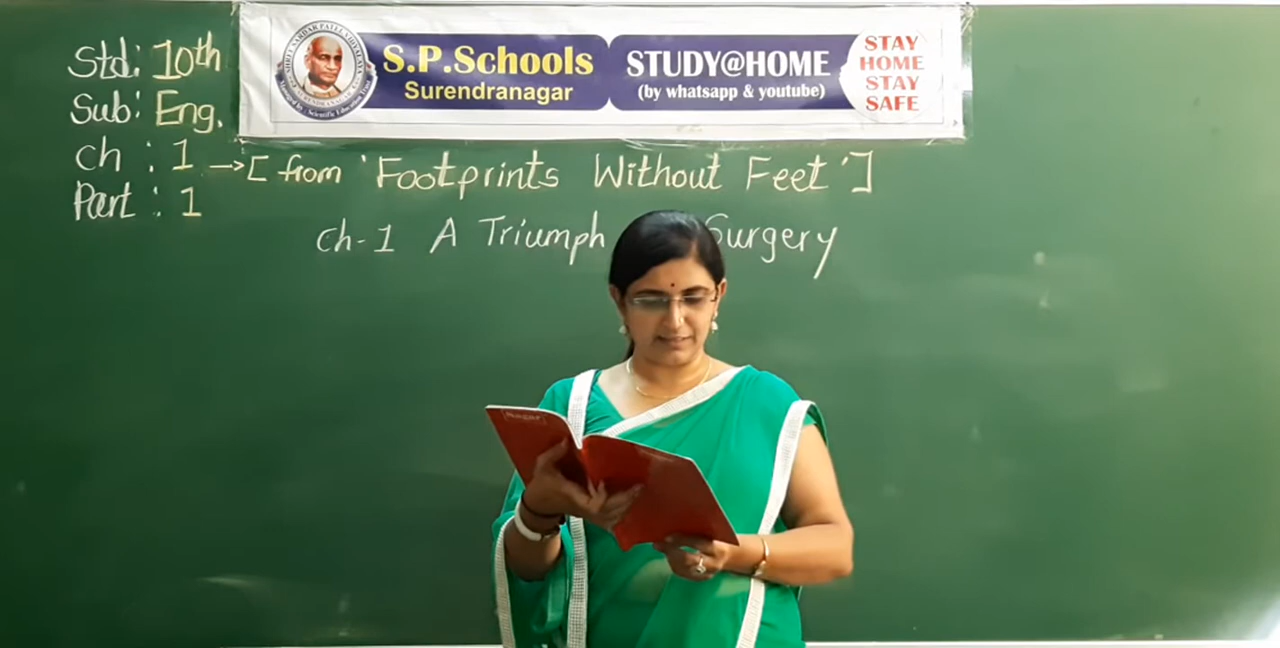 Std: 10th
Sub: Eng.
ch : 1 → [ from 'Footprints Without Feet' ]
Part : 1
ch-1 A Triumph Surgery
S.P.Schools
Surendranagar
STUDY@HOME
(by whatsapp & youtube)
STAY
HOME
STAY
SAFE